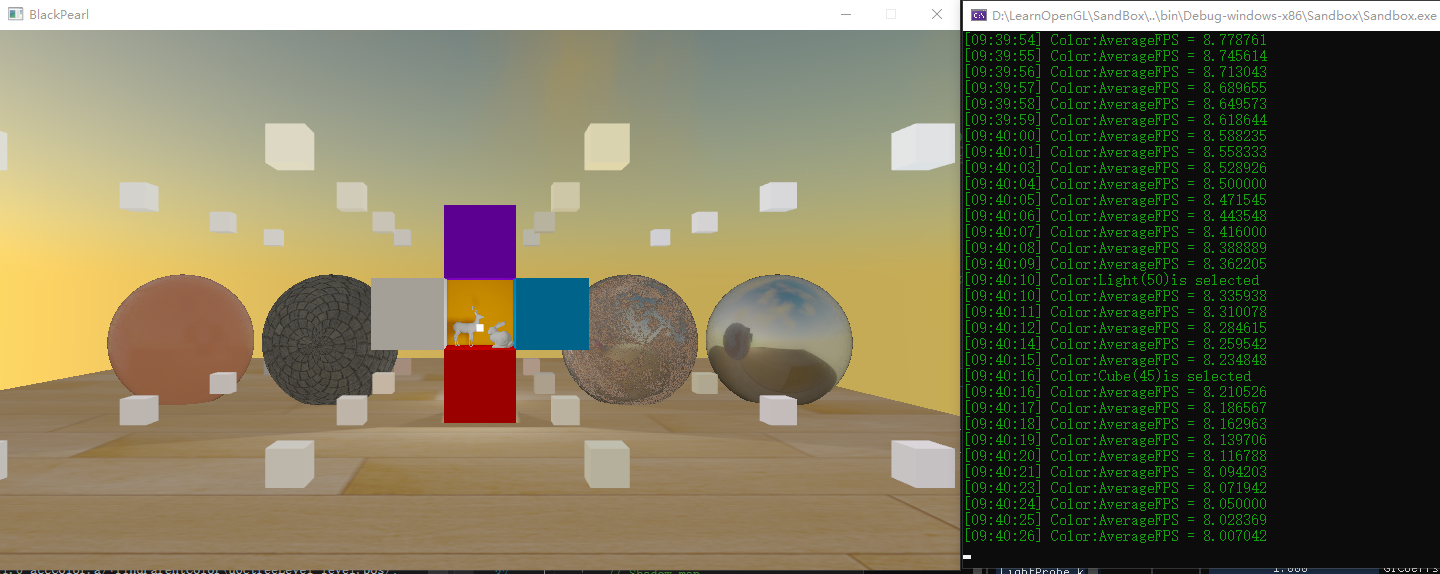 BlackPearl
D:\LearnOpenGL\SandBox\..\bin\Debug-windows-x86\Sandbox\Sandbox.exe
[09:39:54] Color:AverageFPS = 8.778761
[09:39:55] Color:AverageFPS = 8.745614
[09:39:56] Color:AverageFPS = 8.713043
[09:39:57] Color:AverageFPS = 8.689655
[09:39:58] Color:AverageFPS = 8.649573
[09:39:59] Color:AverageFPS = 8.618644
[09:40:00] Color:AverageFPS = 8.588235
[09:40:01] Color:AverageFPS = 8.558333
[09:40:03] Color:AverageFPS = 8.528926
[09:40:04] Color:AverageFPS = 8.500000
[09:40:05] Color:AverageFPS = 8.471545
[09:40:06] Color:AverageFPS = 8.443548
[09:40:07] Color:AverageFPS = 8.416000
[09:40:08] Color:AverageFPS = 8.388889
[09:40:09] Color:AverageFPS = 8.362205
[09:40:10] Color:Light(50)is selected
[09:40:10] Color:AverageFPS = 8.335938
[09:40:11] Color:AverageFPS = 8.310078
[09:40:12] Color:AverageFPS = 8.284615
[09:40:14] Color:AverageFPS = 8.259542
[09:40:15] Color:AverageFPS = 8.234848
[09:40:16] Color:Cube(45)is selected
[09:40:16] Color:AverageFPS = 8.210526
[09:40:17] Color:AverageFPS = 8.186567
[09:40:18] Color:AverageFPS = 8.162963
[09:40:19] Color:AverageFPS = 8.139706
[09:40:20] Color:AverageFPS = 8.116788
[09:40:21] Color:AverageFPS = 8.094203
[09:40:23] Color:AverageFPS = 8.071942
[09:40:24] Color:AverageFPS = 8.050000
[09:40:25] Color:AverageFPS = 8.028369
[09:40:26] Color:AverageFPS = 8.007042